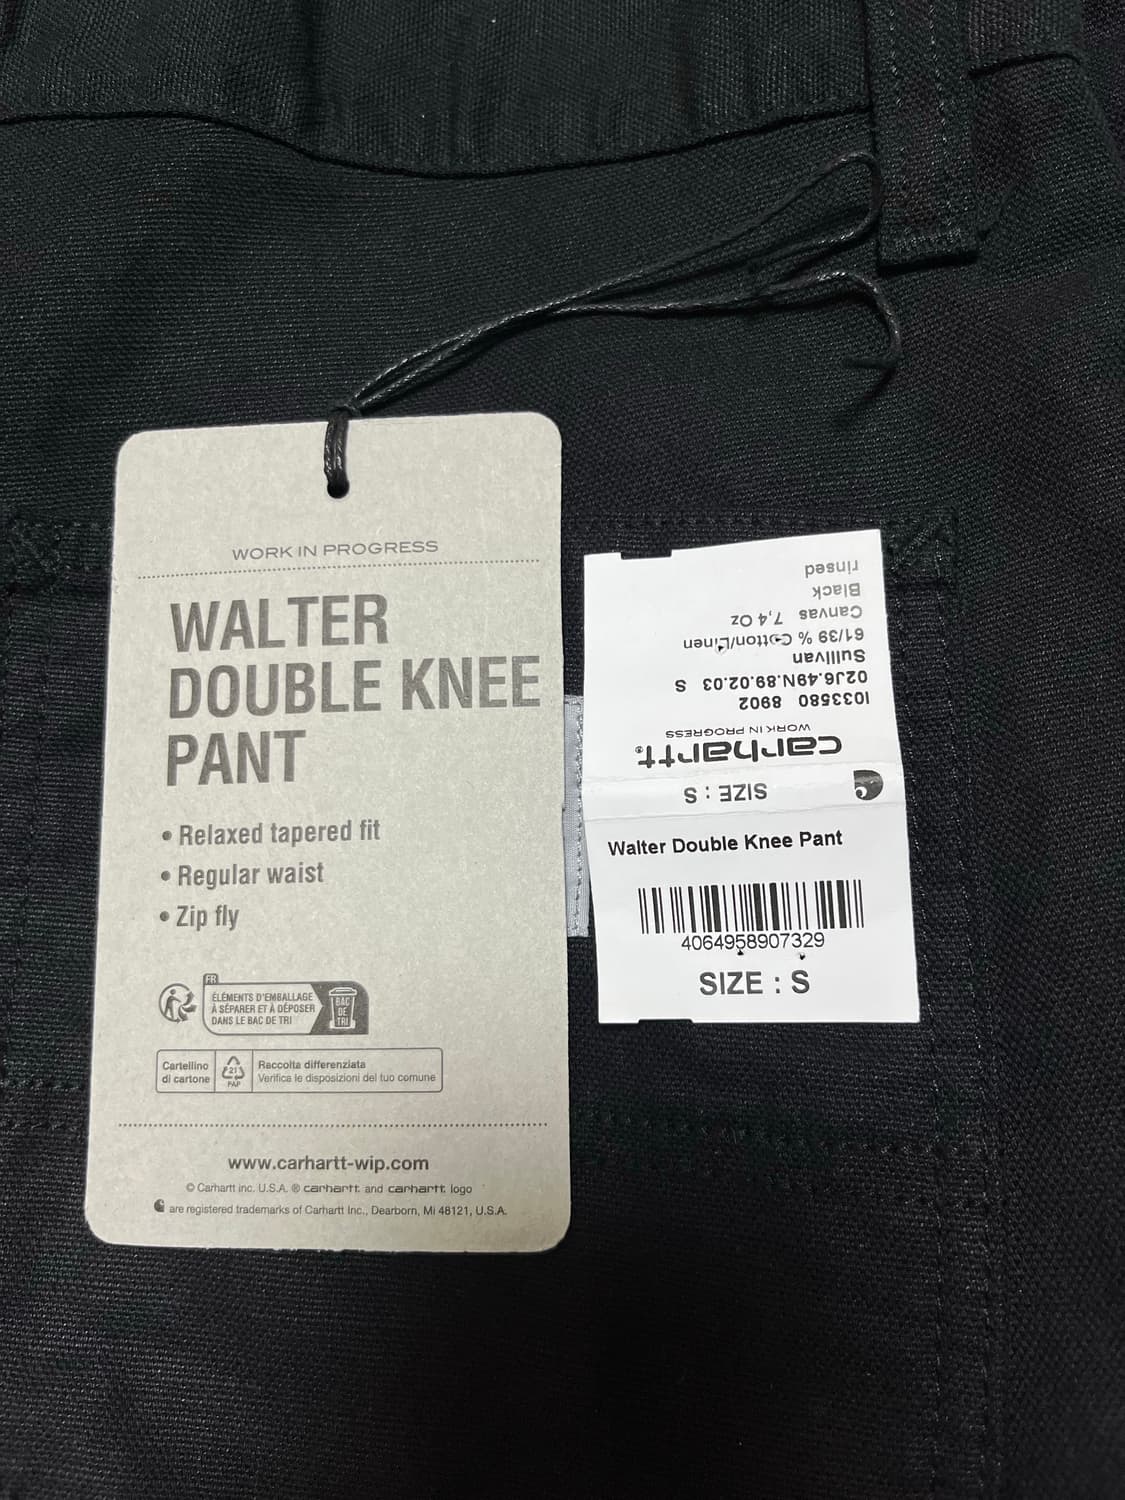 WORK IN PROGRESS
WALTER
DOUBLE KNEE
PANT
• Relaxed tapered fit
• Regular waist
• Zip fly
FR
ÉLÉMENTS D'EMBALLAGE
À SÉPARER ET À DÉPOSER
DANS LE BAC DE TRI
BAC
DE
TRI
Cartellino
di cartone
21
PAP
Raccolta differenziata
Verifica le disposizioni del tuo comune
www.carhartt-wip.com
© Carhartt inc. U.S.A. ® carhartt and carhartt logo
are registered trademarks of Carhartt Inc., Dearborn, Mi 48121, U.S.A.
SIZE : S
carhartt®
WORK IN PROGRESS
I033580 8902
02J6.49N.89.02.03 S
Sullivan
61/39 % Cotton/Linen
Canvas 7,4 Oz
Black
rinsed
Walter Double Knee Pant
4064958907329
SIZE : S